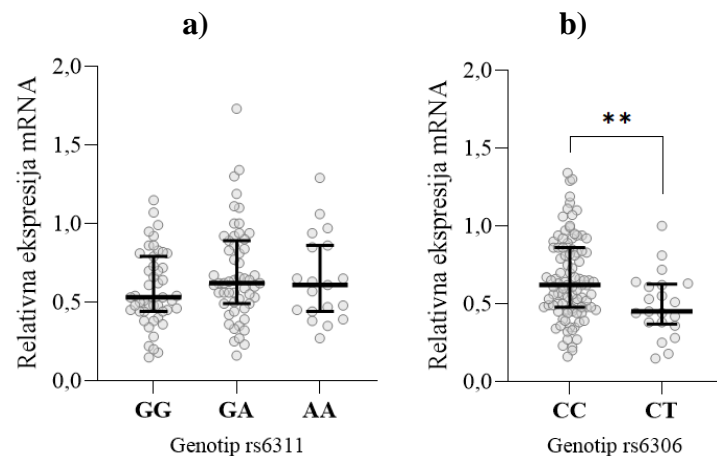 a)
Relativna ekspresija mRNA
2,0
1,5
1,0
0,5
0,0
GG GA AA
Genotip rs6311
b)
Relativna ekspresija mRNA
2,0
1,5
1,0
0,5
0,0
**
CC CT
Genotip rs6306